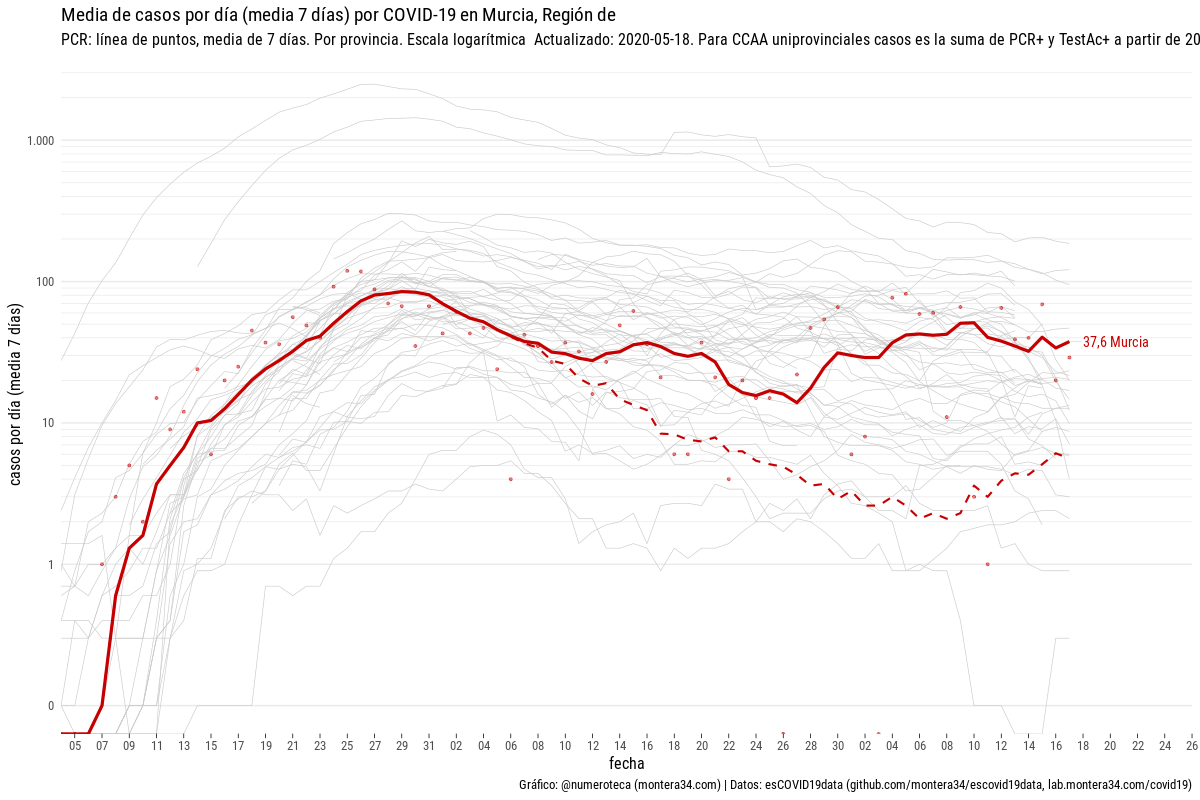 Media de casos por día (media 7 días) por COVID-19 en Murcia, Región de
PCR: línea de puntos, media de 7 días. Por provincia. Escala logarítmica  Actualizado: 2020-05-18. Para CCAA uniprovinciales casos es la suma de PCR+ y TestAc+ a partir de 20
casos por día (media 7 días)
1.000
100
10
1
0
37,6 Murcia
05 07 09 11 13 15 17 19 21 23 25 27 29 31 02 04 06 08 10 12 14 16 18 20 22 24 26 28 30 02 04 06 08 10 12 14 16 18 20 22 24 26
fecha
Gráfico: @numeroteca (montera34.com) | Datos: esCOVID19data (github.com/montera34/escovid19data, lab.montera34.com/covid19)